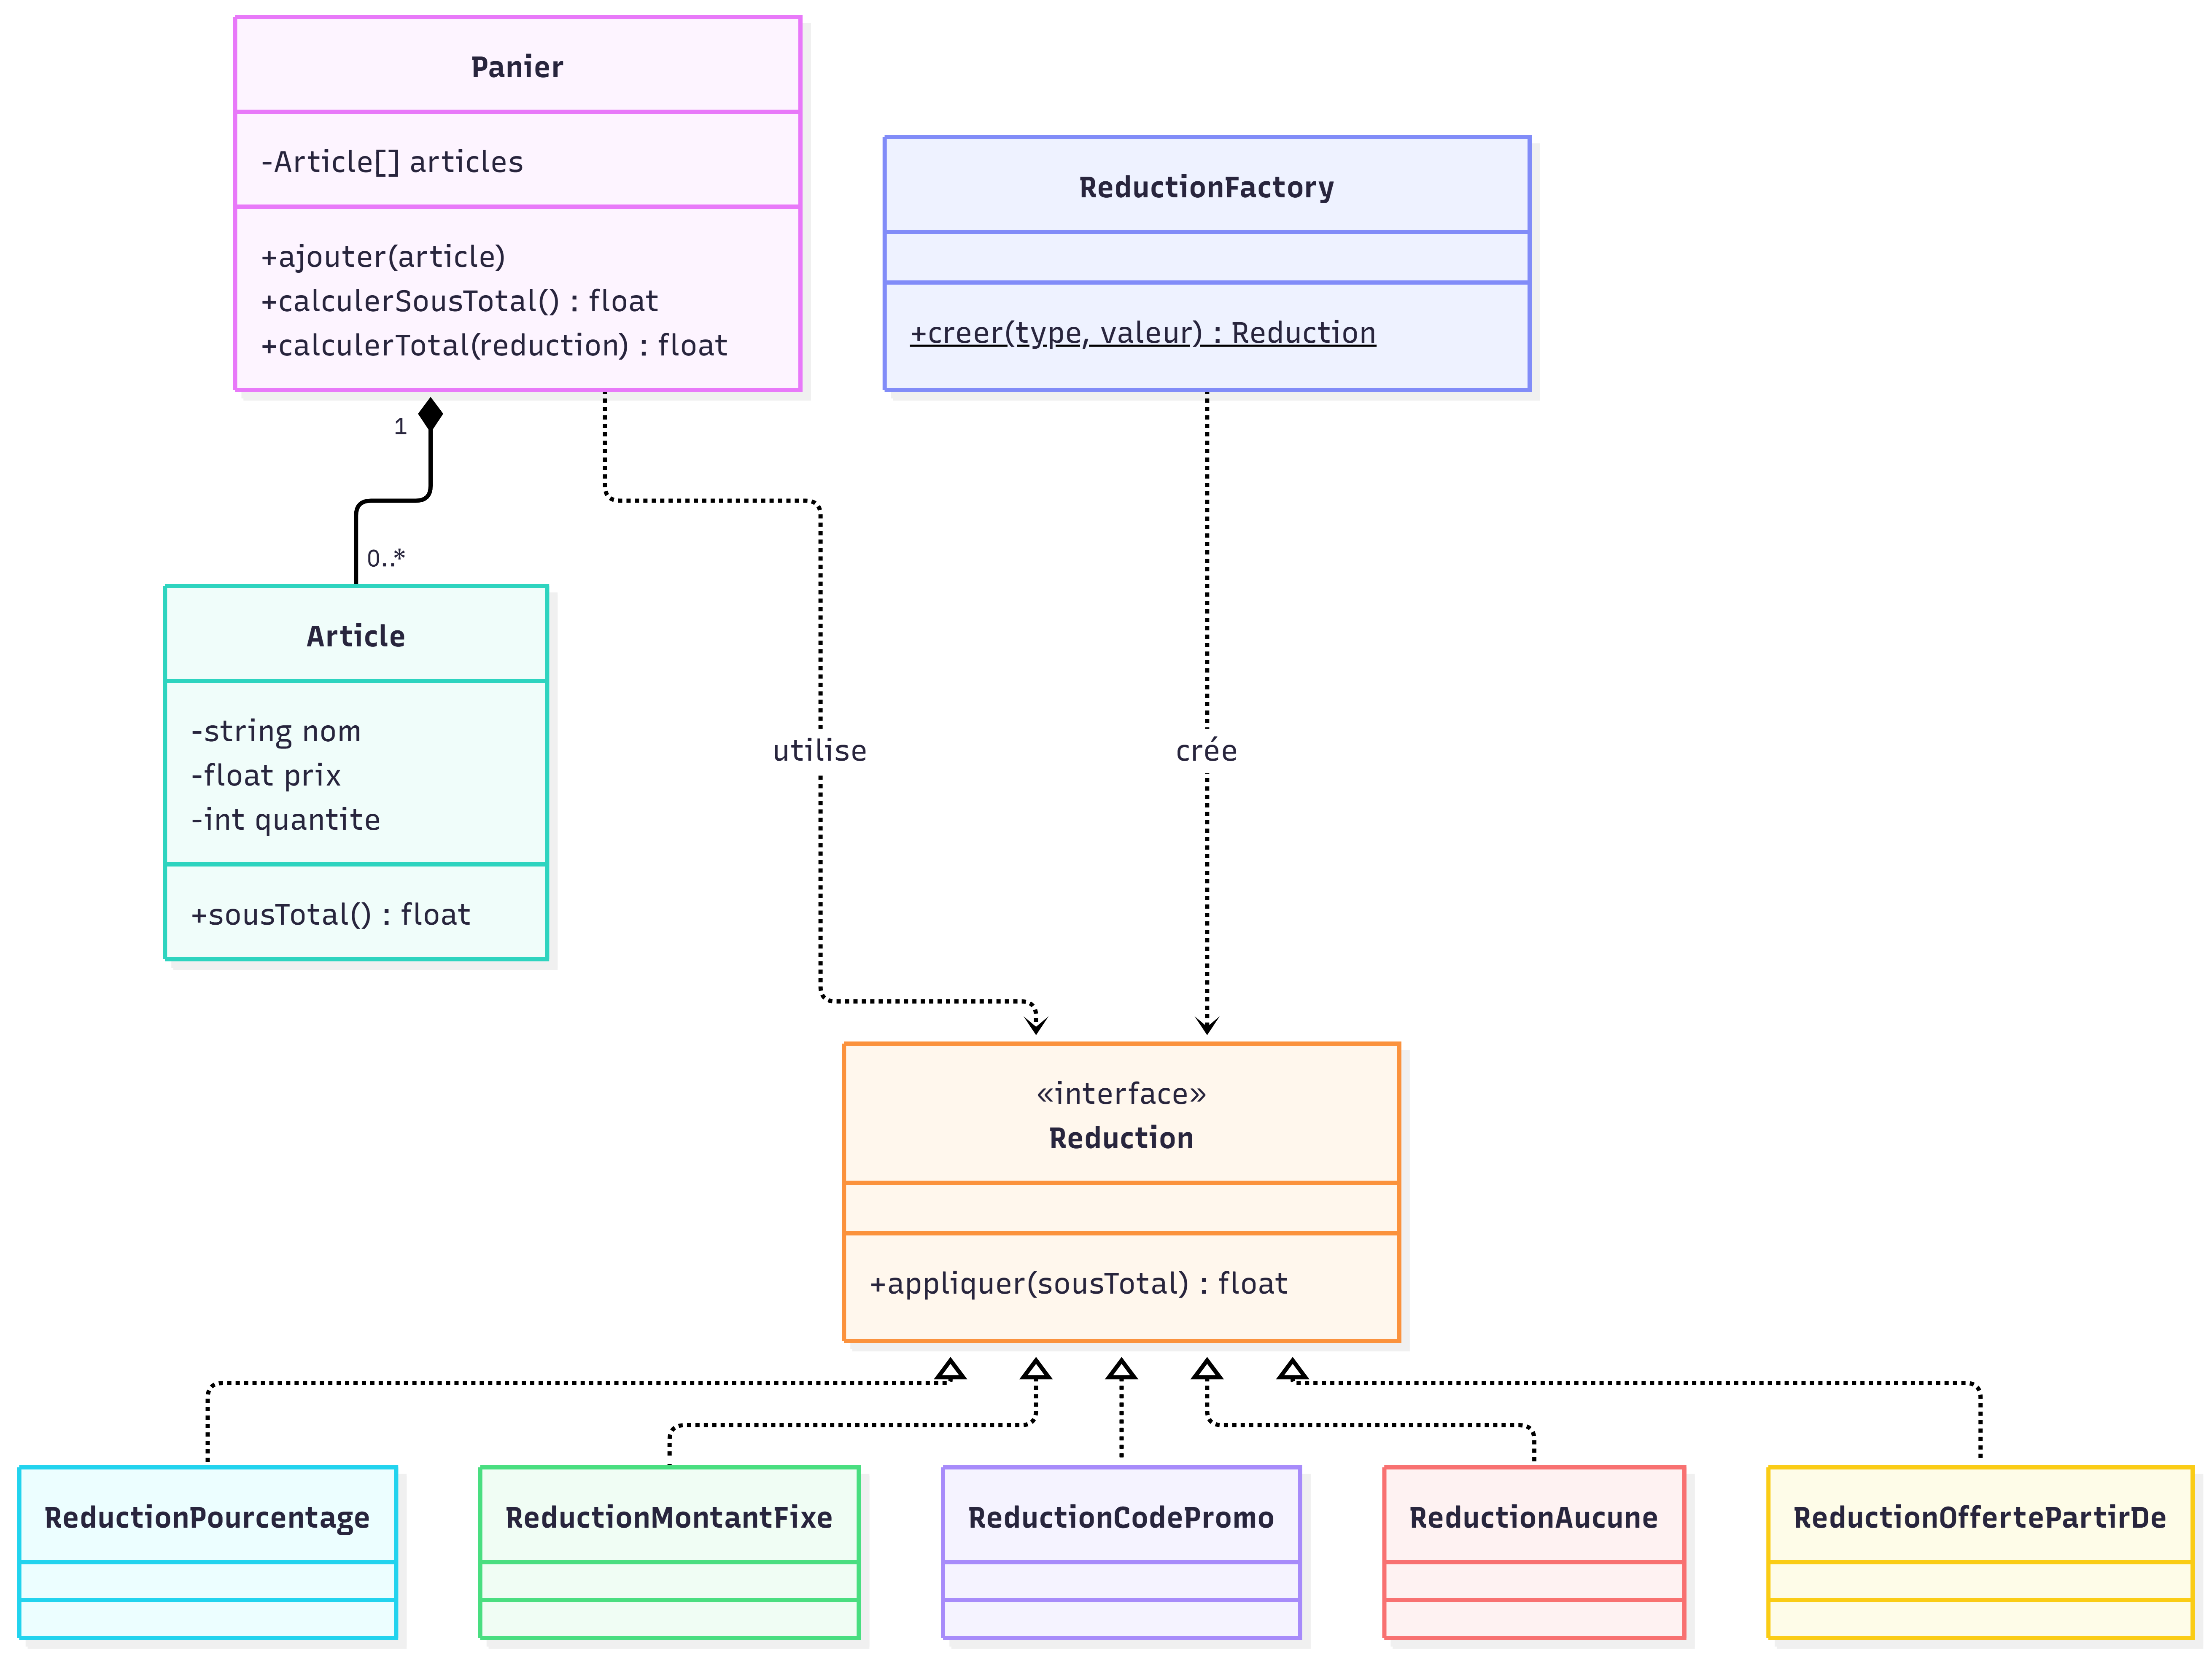 Panier
-Article[] articles
+ajouter(article)
+calculerSousTotal() : float
+calculerTotal(reduction) : float
ReductionFactory
+creer(type, valeur) : Reduction
1
0..*
Article
-string nom
-float prix
-int quantite
+sousTotal() : float
utilise
crée
«interface»
Reduction
+appliquer(sousTotal) : float
ReductionPourcentage
ReductionMontantFixe
ReductionCodePromo
ReductionAucune
ReductionOffertePartirDe